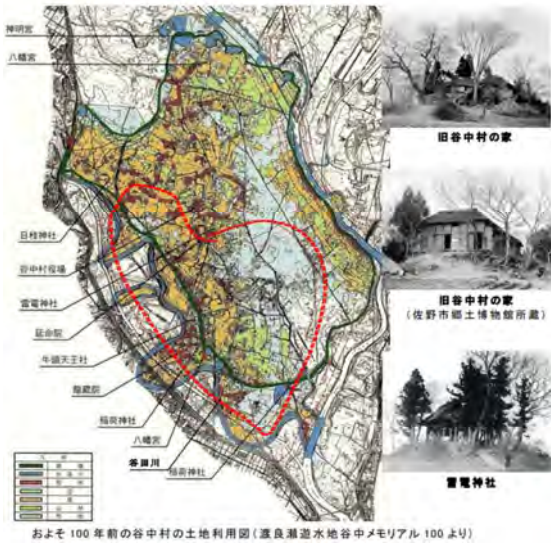 神明宮
八幡宮
日枝神社
谷中村役場
雷電神社
延命院
牛頭天王社
龍蔵院
稲荷神社
八幡宮
谷田川
稲荷神社
旧谷中村の家
旧谷中村の家
(佐野市郷土博物館所蔵)
雷電神社
およそ100年前の谷中村の土地利用図(渡良瀬遊水地谷中メモリアル100より)